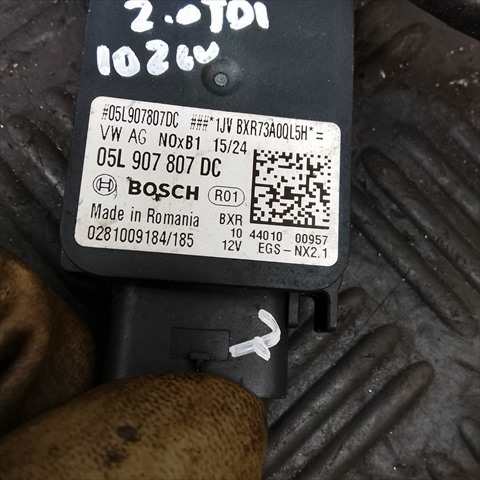 2.0TDI
#05L907807DC ###*1JV BXR73A0QL5H*=
VW AG NOxB1 15/24
05L 907 807 DC
BOSCH R01
Made in Romania BXR 44010 00957
0281009184/185 10 12V EGS-NX2.1